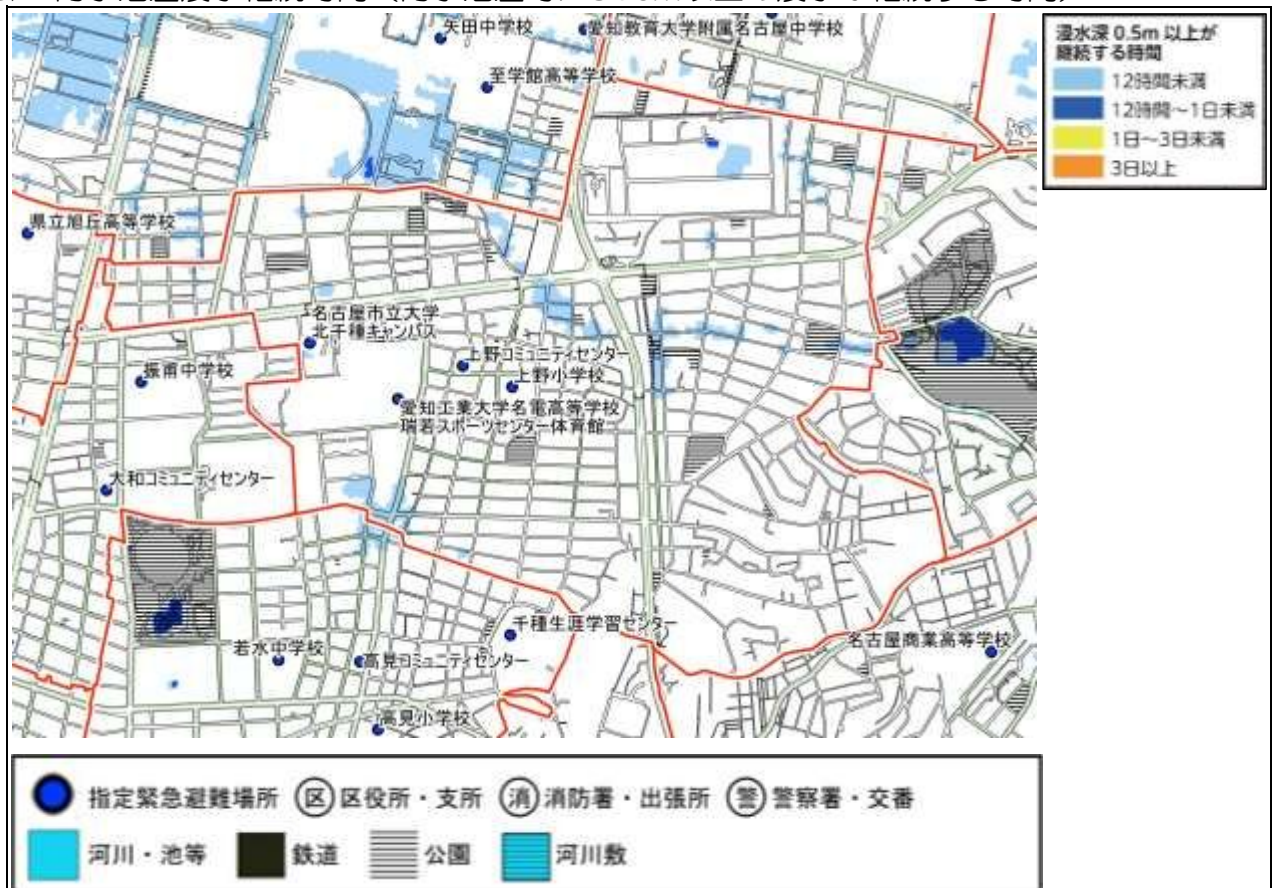 矢田中学校
愛知教育大学附属名古屋中学校
至学館高等学校
県立旭丘高等学校
名古屋市立大学
北千種キャンパス
上野コミュニティセンター
振甫中学校
上野小学校
愛知工業大学名電高等学校
瑞若スポーツセンター体育館
大和コミュニティセンター
千種生涯学習センター
若水中学校
高見コミュニティセンター
名古屋商業高等学校
高見小学校
浸水深 0.5m 以上が
継続する時間
12時間未満
12時間～1日未満
1日～3日未満
3日以上
指定緊急避難場所 区 区役所・支所 消 消防署・出張所 警 警察署・交番
河川・池等 鉄道 公園 河川敷